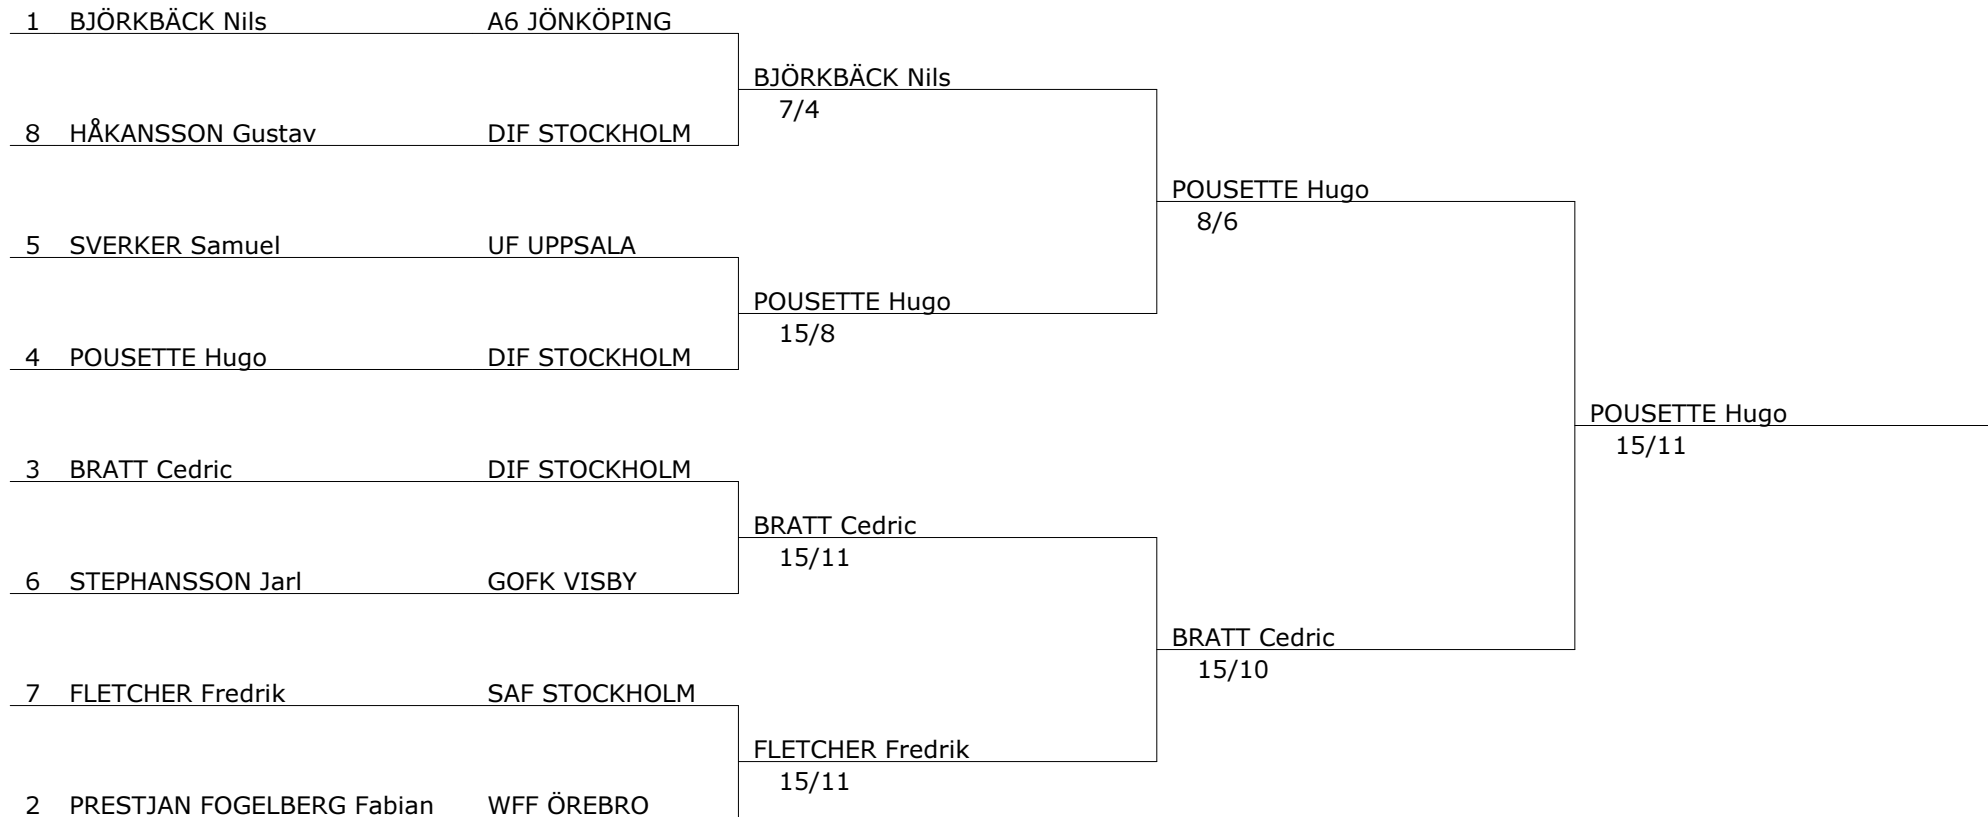 1 BJÖRKBÄCK Nils A6 JÖNKÖPING
BJÖRKBÄCK Nils
7/4
8 HÅKANSSON Gustav DIF STOCKHOLM
POUSETTE Hugo
8/6
5 SVERKER Samuel UF UPPSALA
POUSETTE Hugo
15/8
4 POUSETTE Hugo DIF STOCKHOLM
POUSETTE Hugo
15/11
3 BRATT Cedric DIF STOCKHOLM
BRATT Cedric
15/11
6 STEPHANSSON Jarl GOFK VISBY
BRATT Cedric
15/10
7 FLETCHER Fredrik SAF STOCKHOLM
FLETCHER Fredrik
15/11
2 PRESTJAN FOGELBERG Fabian WFF ÖREBRO